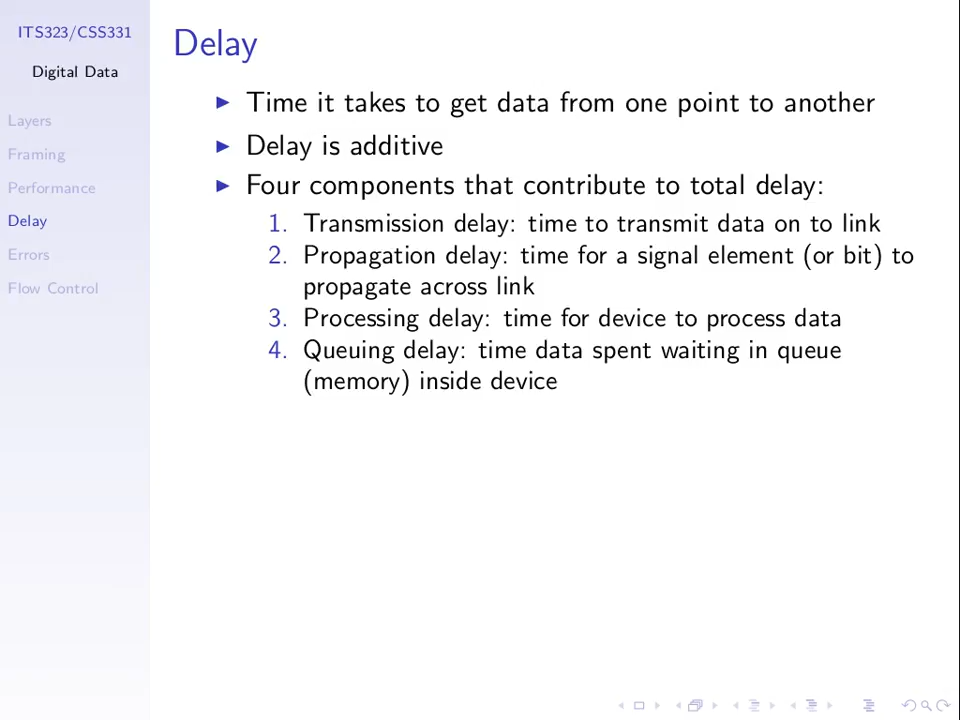 ITS323/CSS331
Digital Data
Layers
Framing
Performance
Delay
Errors
Flow Control
Delay
Time it takes to get data from one point to another
Delay is additive
Four components that contribute to total delay:
1. Transmission delay: time to transmit data on to link
2. Propagation delay: time for a signal element (or bit) to
propagate across link
3. Processing delay: time for device to process data
4. Queuing delay: time data spent waiting in queue
(memory) inside device